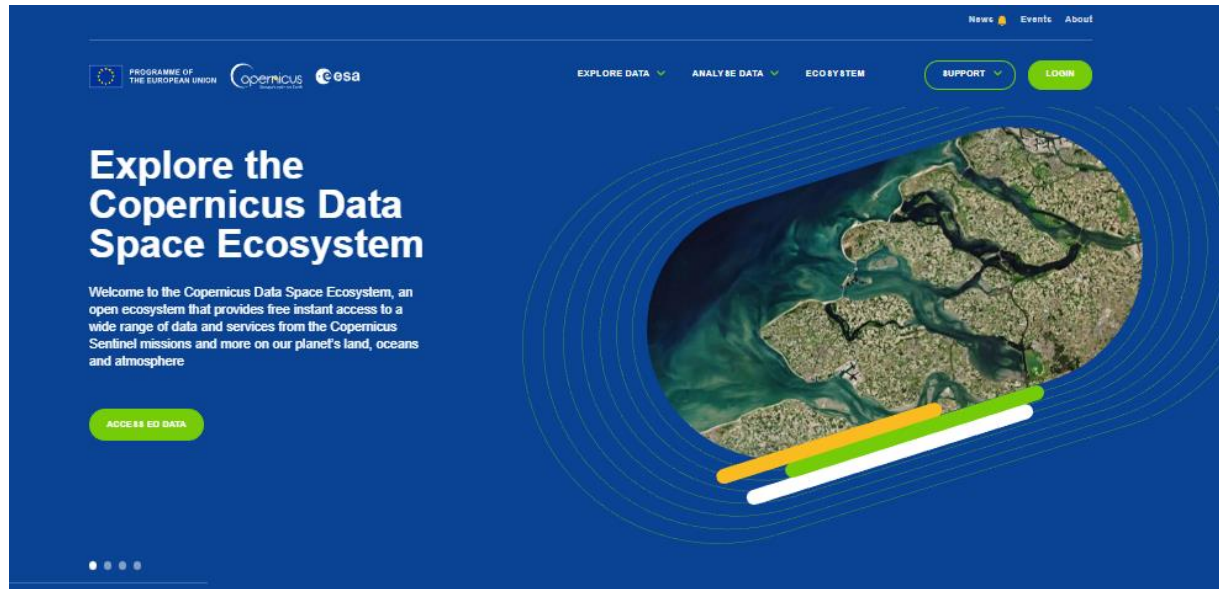 News Events About
PROGRAMME OF
THE EUROPEAN UNION
Copernicus
esa
EXPLORE DATA ANALYSE DATA ECOSYSTEM SUPPORT LOGIN
Explore the
Copernicus Data
Space Ecosystem
Welcome to the Copernicus Data Space Ecosystem, an
open ecosystem that provides free instant access to a
wide range of data and services from the Copernicus
Sentinel missions and more on our planet's land, oceans
and atmosphere
ACCESS EO DATA